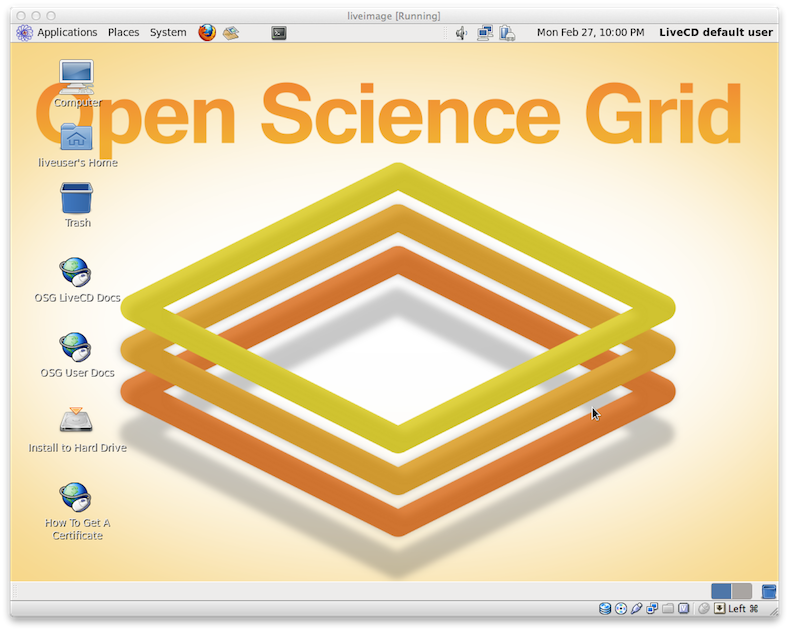 liveimage [Running]
Applications Places System Mon Feb 27, 10:00 PM LiveCD default user
Open Science Grid
Computer
liveuser's Home
Trash
OSG LiveCD Docs
OSG User Docs
Install to Hard Drive
How To Get A
Certificate
Left ⌘